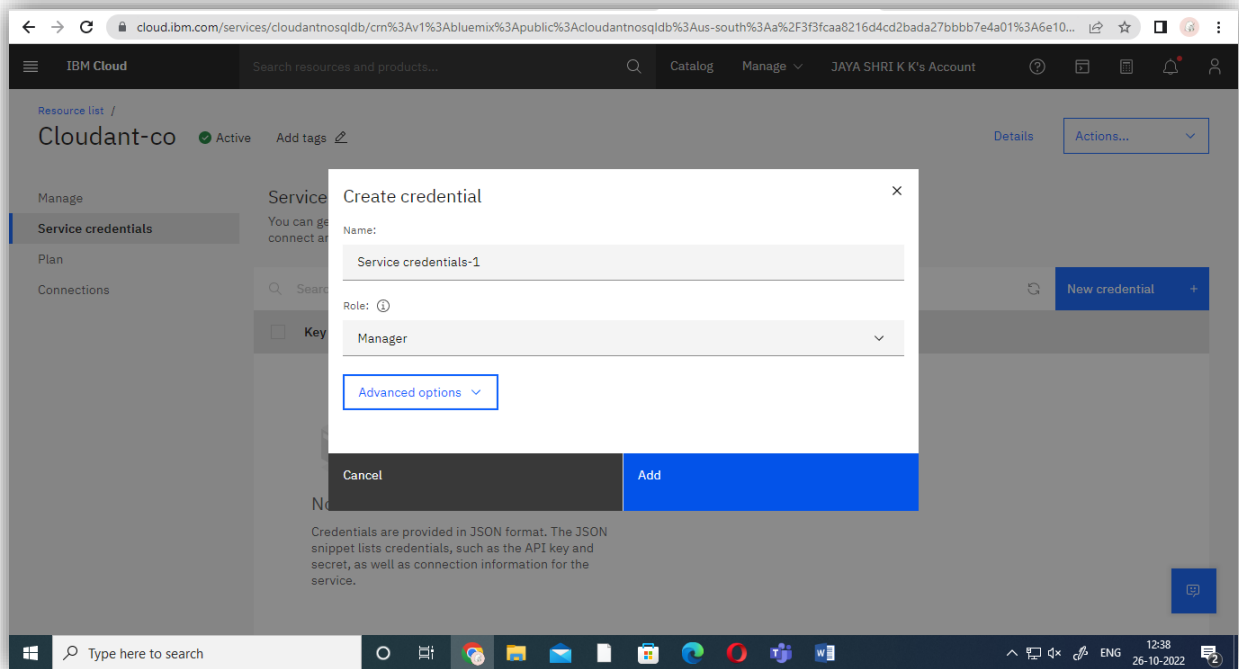 cloud.ibm.com/services/cloudantnosqldb/crn%3Av1%3Abluemix%3Apublic%3Acloudantnosqldb%3Aus-south%3Aa%2F3f3fcaa8216d4cd2bada27bbbb7e4a01%3A6e10...
IBM Cloud
Search resources and products...
Catalog
Manage
JAYA SHRI K K's Account
Resource list /
Cloudant-co
Active
Add tags
Details
Actions...
Manage
Service credentials
Plan
Connections
Service
You can ge
connect an
Searc
New credential +
Key
Create credential
Name:
Service credentials-1
Role:
Manager
Advanced options
Cancel
Add
No
Credentials are provided in JSON format. The JSON
snippet lists credentials, such as the API key and
secret, as well as connection information for the
service.
Type here to search
ENG
12:38
26-10-2022
2